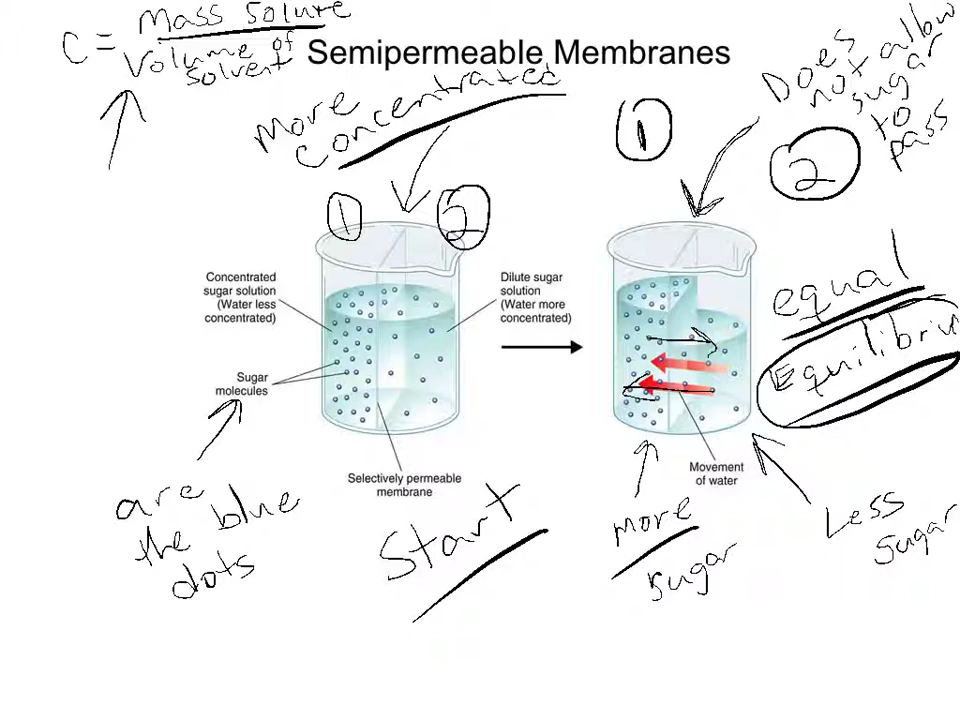 C = Mass Solute
Volume of
Solvent
Semipermeable Membranes
More
Concentrated
Does
not allow
sugar
to
pass
1
2
1
2
Concentrated
sugar solution
(Water less
concentrated)
Dilute sugar
solution
(Water more
concentrated)
equal
Equilibriu
Sugar
molecules
Selectively permeable
membrane
Movement
of water
are
the blue
dots
Start
more
sugar
Less
sugar